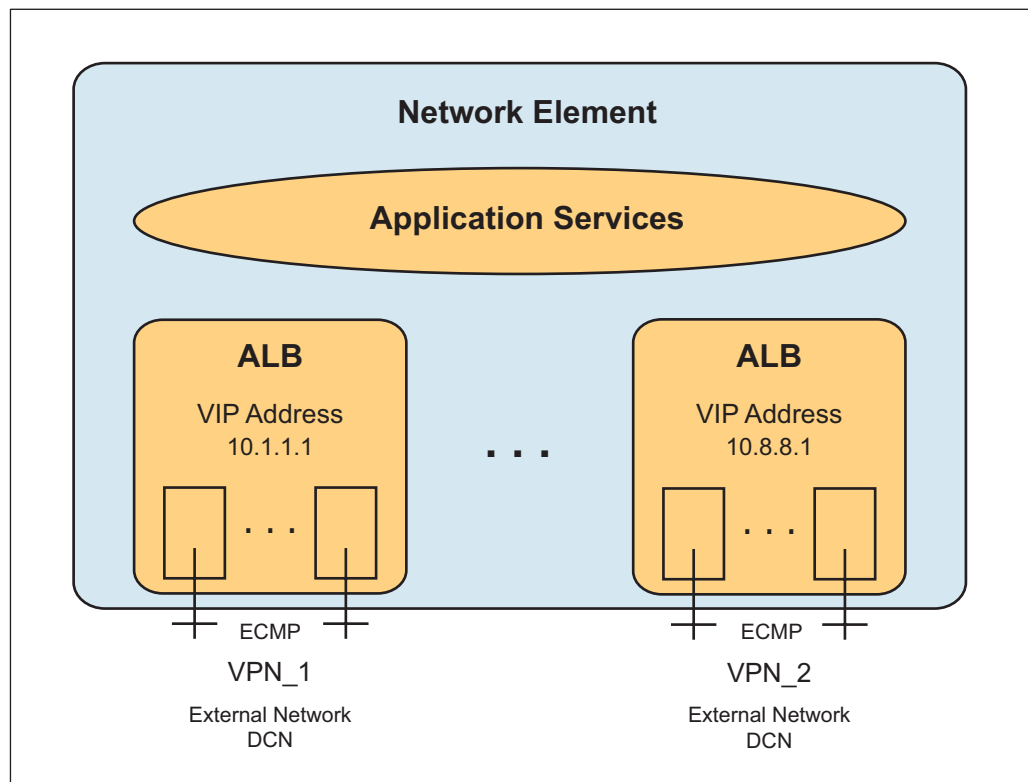 Network Element
Application Services
ALB
VIP Address
10.1.1.1
. . .
ALB
VIP Address
10.8.8.1
. . .
. . .
ECMP
VPN_1
External Network
DCN
ECMP
VPN_2
External Network
DCN